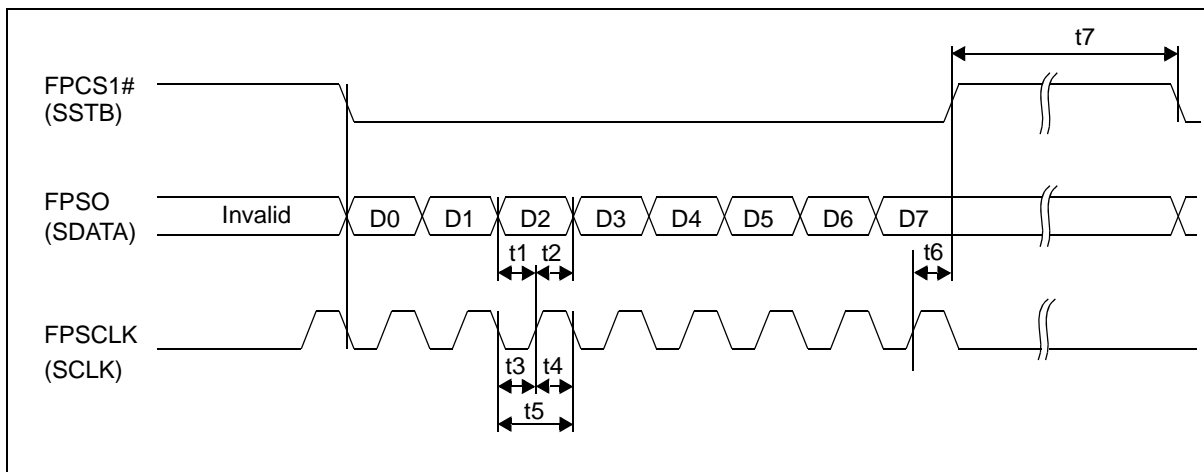 t7
FPCS1#
(SSTB)
FPSO
(SDATA)
Invalid D0 D1 D2 D3 D4 D5 D6 D7
t1 t2 t6
FPSCLK
(SCLK)
t3 t4
t5